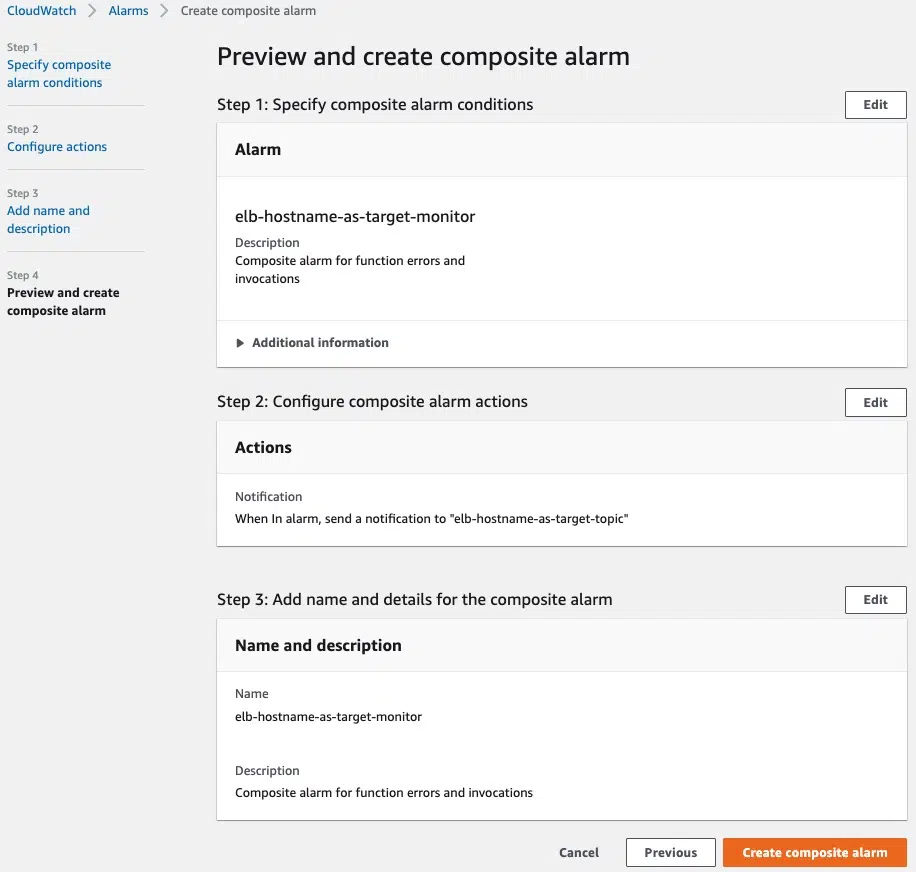 CloudWatch > Alarms > Create composite alarm
Step 1
Specify composite
alarm conditions
Step 2
Configure actions
Step 3
Add name and
description
Step 4
Preview and create
composite alarm
Preview and create composite alarm
Step 1: Specify composite alarm conditions
Edit
Alarm
elb-hostname-as-target-monitor
Description
Composite alarm for function errors and
invocations
Additional information
Step 2: Configure composite alarm actions
Edit
Actions
Notification
When In alarm, send a notification to "elb-hostname-as-target-topic"
Step 3: Add name and details for the composite alarm
Edit
Name and description
Name
elb-hostname-as-target-monitor
Description
Composite alarm for function errors and invocations
Cancel
Previous
Create composite alarm